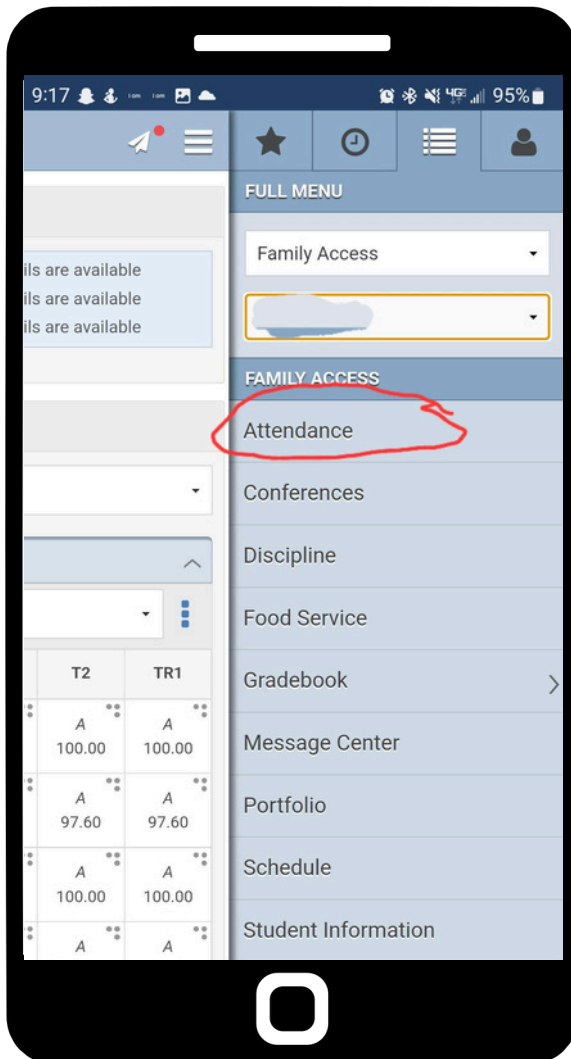 9:17 95%
FULL MENU
Family Access
ils are available
ils are available
ils are available
FAMILY ACCESS
Attendance
Conferences
Discipline
Food Service
Gradebook
Message Center
Portfolio
Schedule
Student Information
T2 TR1
A A
100.00 100.00
A A
97.60 97.60
A A
100.00 100.00
A A